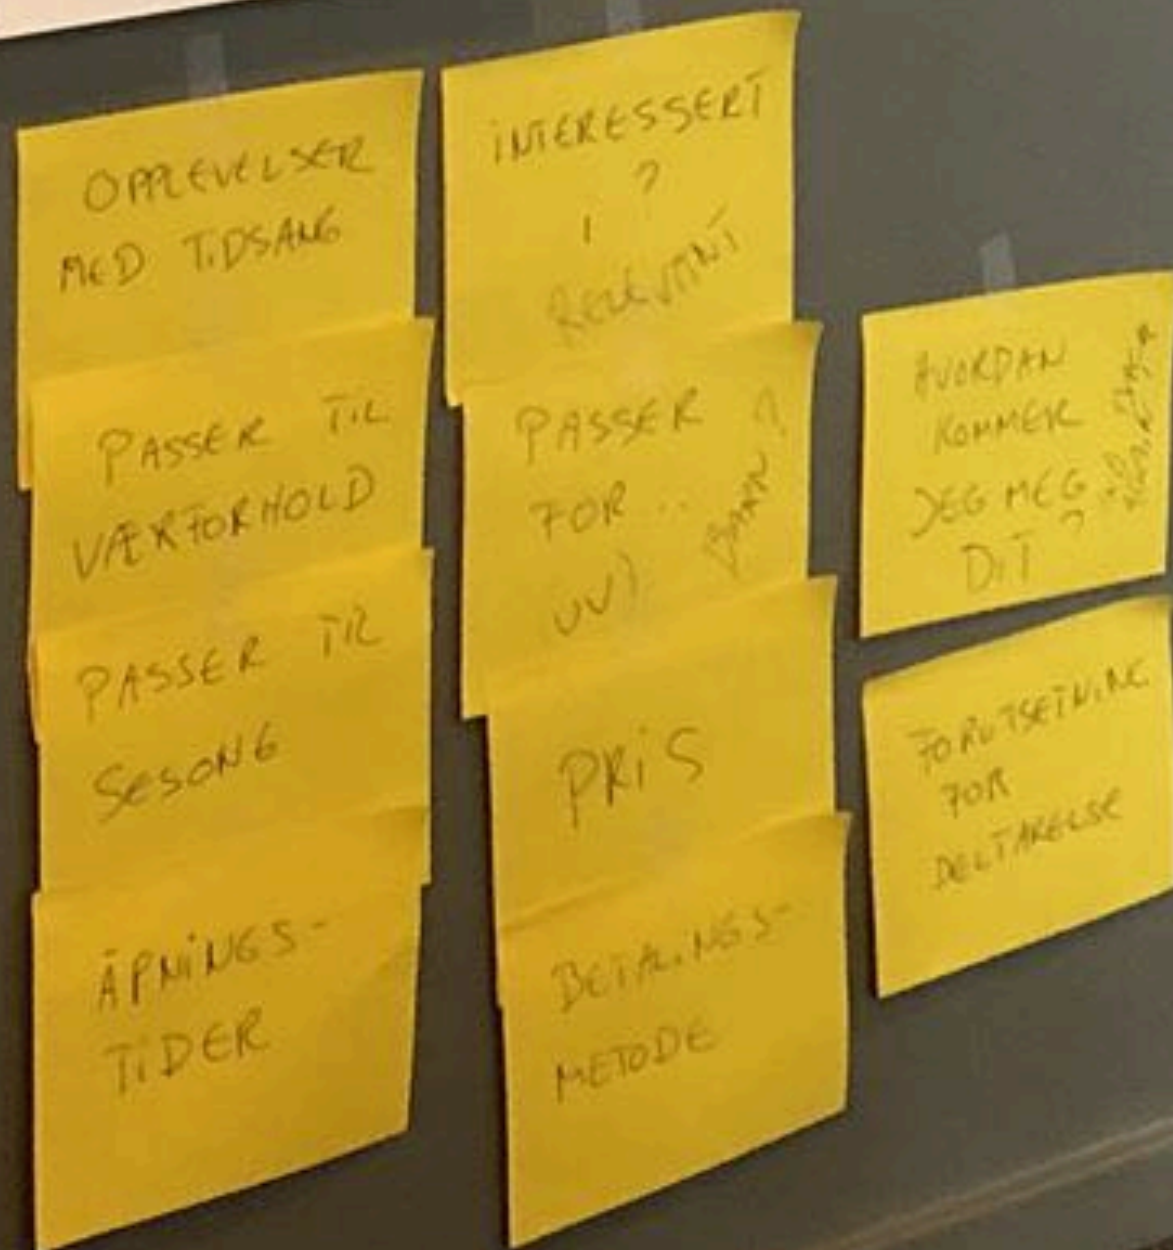 OPPLEVELSER
MED TIDSANG
PASSER TIL
VÆRFORHOLD
PASSER TIL
SESONG
ÅPNINGS-
TIDER
INTERESSERT
?
I
RELEVANT
PASSER
FOR ..
UV)
BARN?
PRIS
BETALINGS-
METODE
HVORDAN
KOMMER
JEG MEG
DIT?
FORUTSETNING
FOR
DELTAKELSE